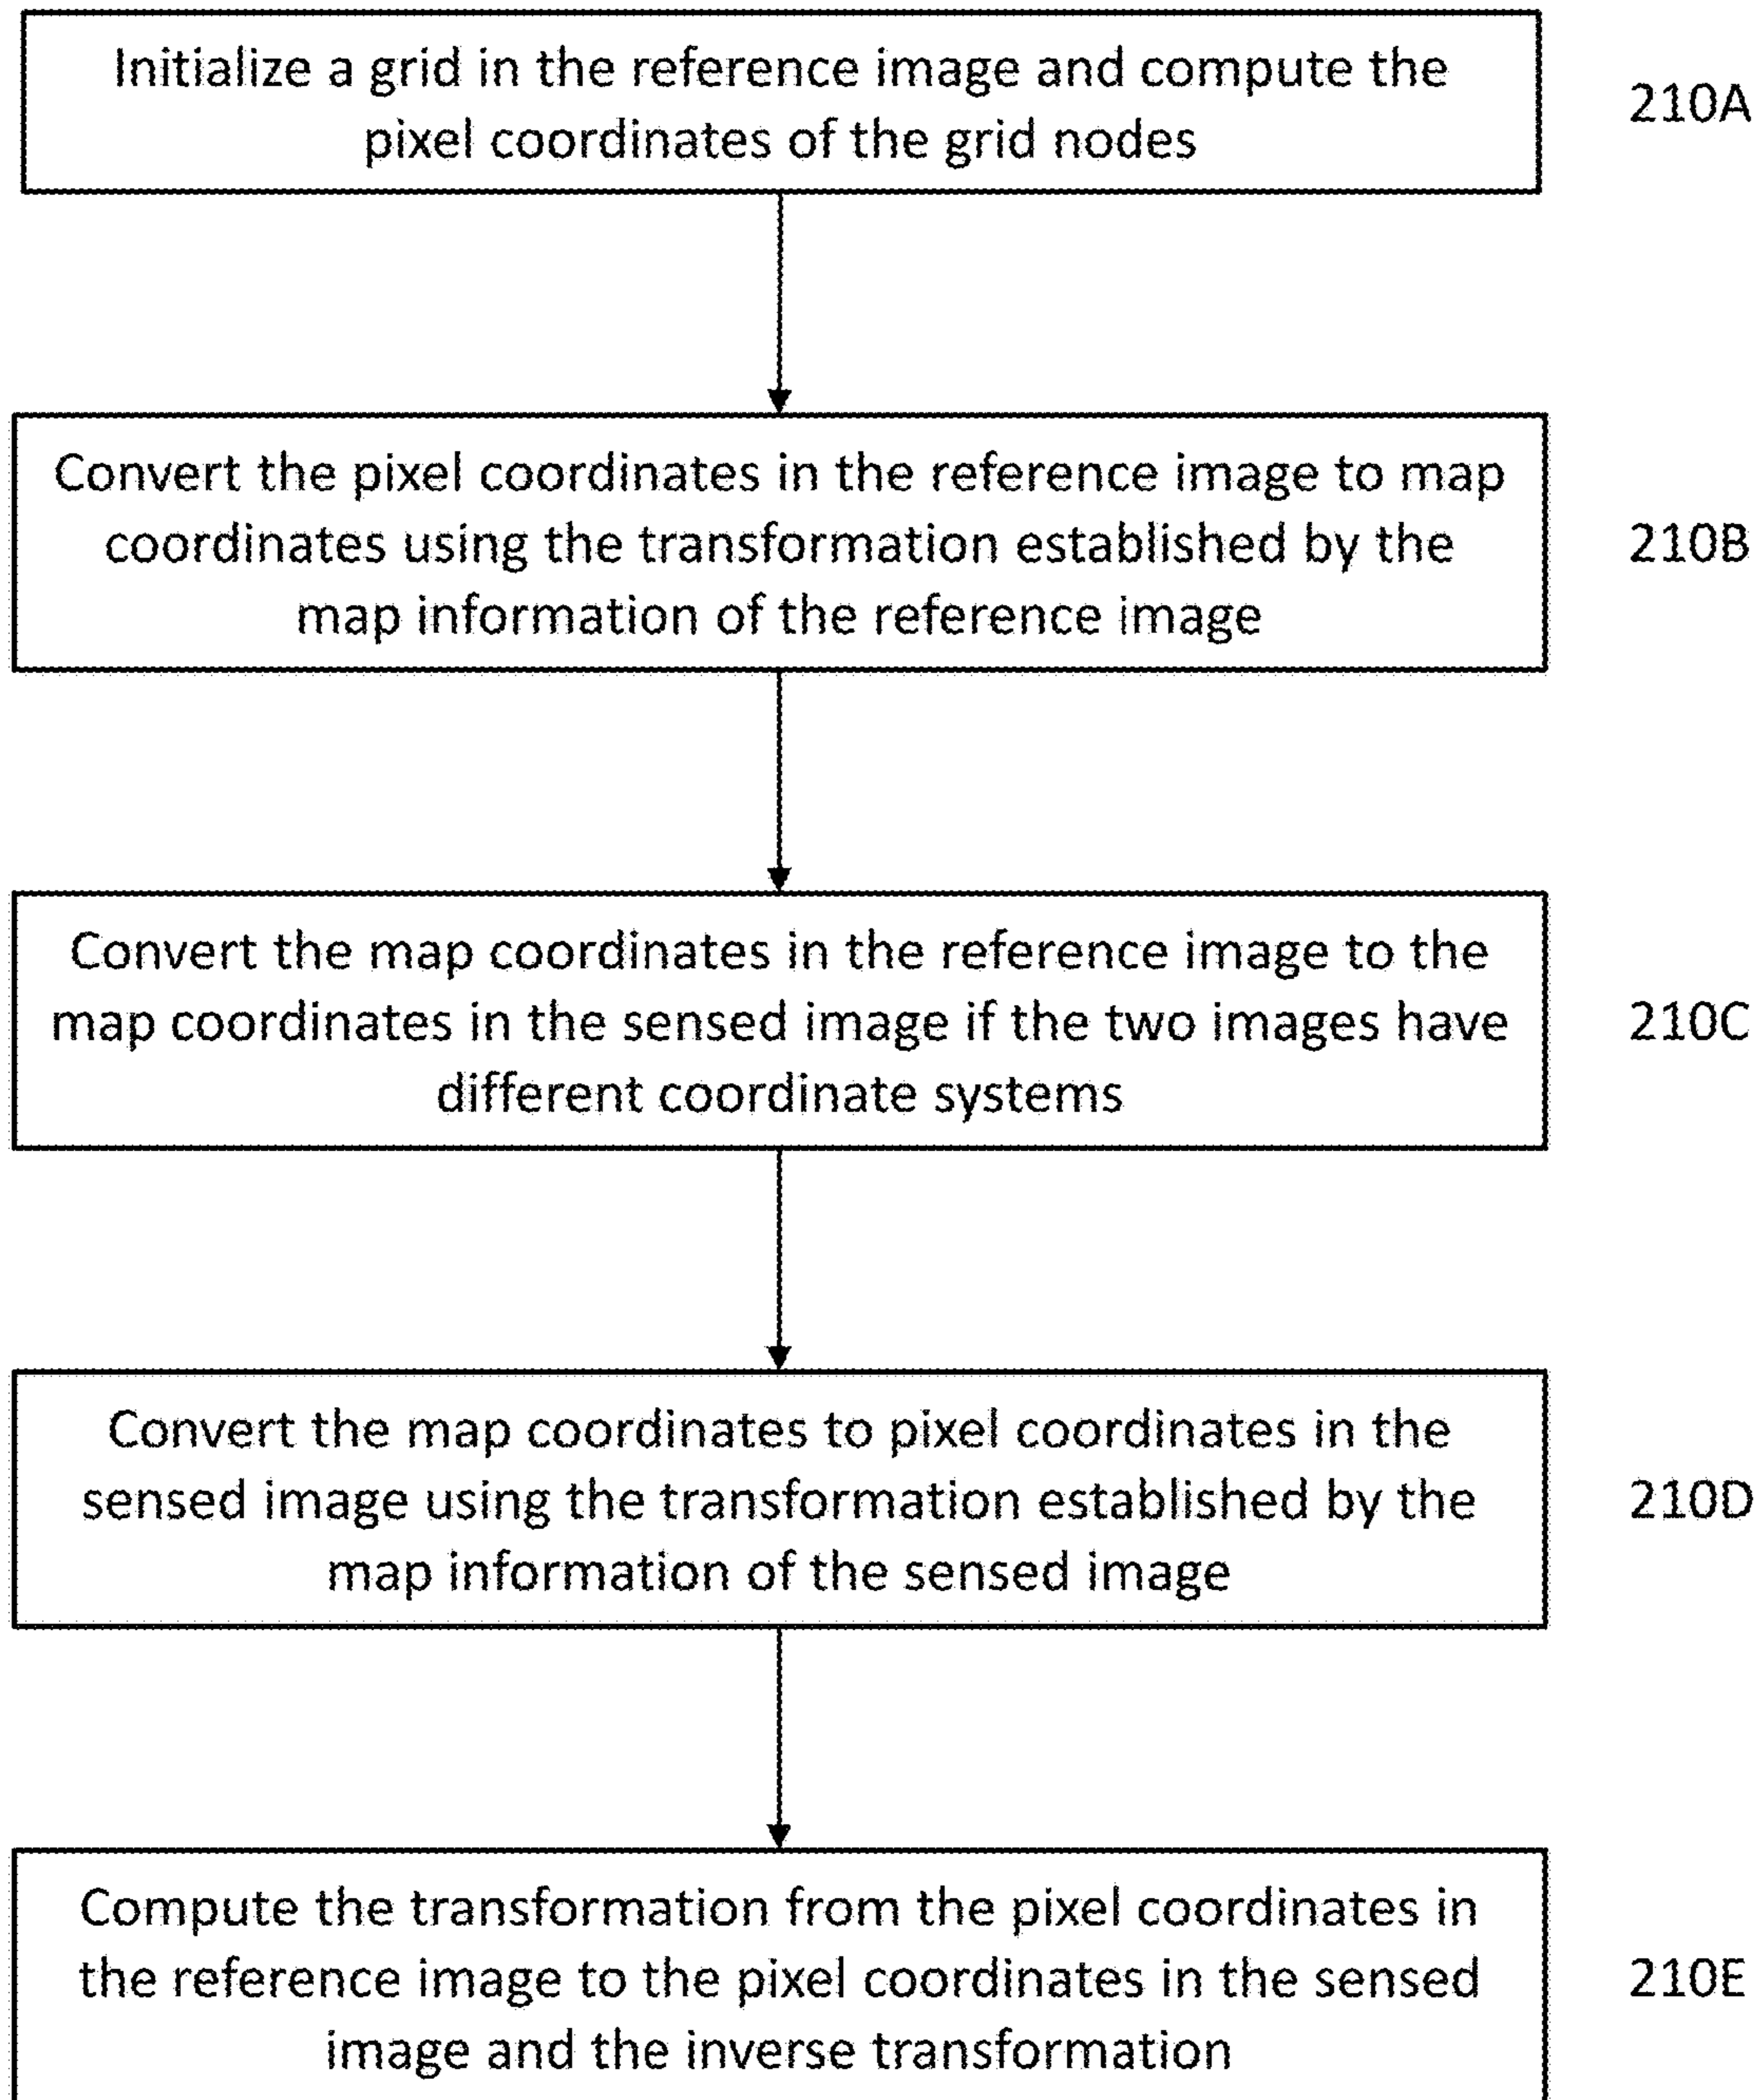 Initialize a grid in the reference image and compute the
pixel coordinates of the grid nodes
210A
Convert the pixel coordinates in the reference image to map
coordinates using the transformation established by the
map information of the reference image
210B
Convert the map coordinates in the reference image to the
map coordinates in the sensed image if the two images have
different coordinate systems
210C
Convert the map coordinates to pixel coordinates in the
sensed image using the transformation established by the
map information of the sensed image
210D
Compute the transformation from the pixel coordinates in
the reference image to the pixel coordinates in the sensed
image and the inverse transformation
210E